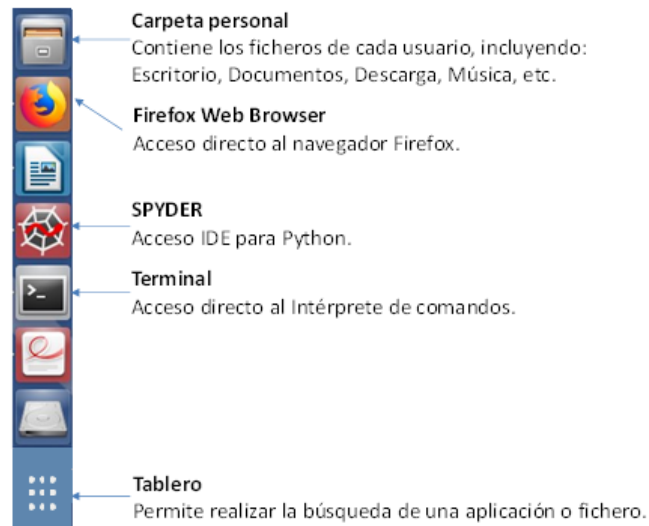 Carpeta personal
Contiene los ficheros de cada usuario, incluyendo:
Escritorio, Documentos, Descarga, Música, etc.
Firefox Web Browser
Acceso directo al navegador Firefox.
SPYDER
Acceso IDE para Python.
Terminal
Acceso directo al Intérprete de comandos.
Tablero
Permite realizar la búsqueda de una aplicación o fichero.